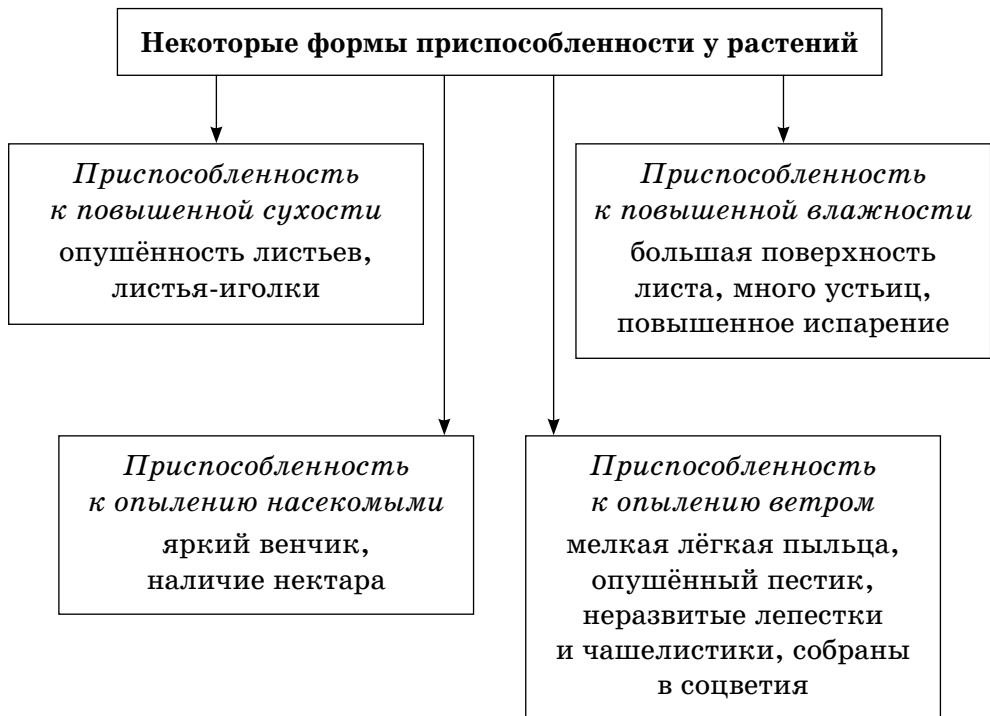 Некоторые формы приспособленности у растений
Приспособленность
к повышенной сухости
опушённость листьев,
листья-иголки
Приспособленность
к повышенной влажности
большая поверхность
листа, много устьиц,
повышенное испарение
Приспособленность
к опылению насекомыми
яркий венчик,
наличие нектара
Приспособленность
к опылению ветром
мелкая лёгкая пыльца,
опушённый пестик,
неразвитые лепестки
и чашелистики, собраны
в соцветия